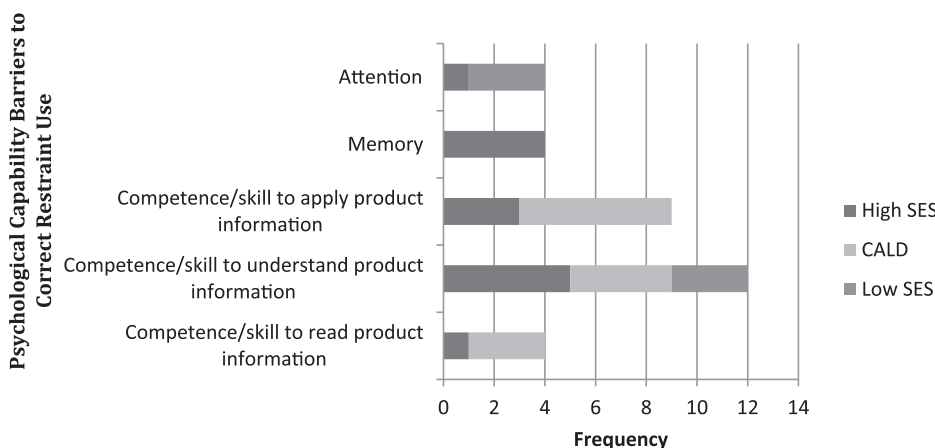 Psychological Capability Barriers to
Correct Restraint Use
Attention
Memory
Competence/skill to apply product
information
Competence/skill to understand product
information
Competence/skill to read product
information
0 2 4 6 8 10 12 14
Frequency
High SES
CALD
Low SES